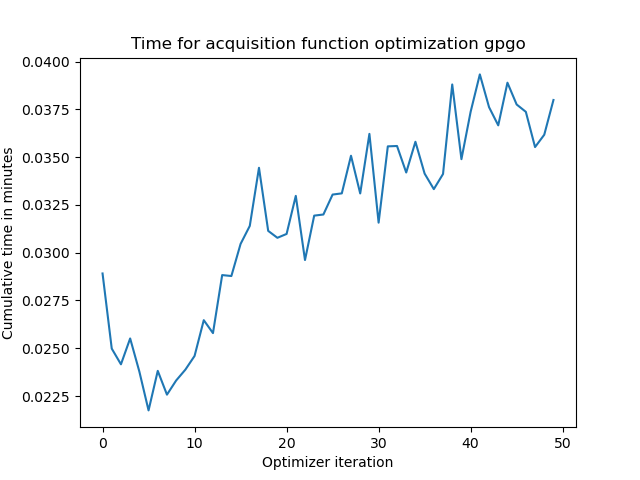 Time for acquisition function optimization gpgo
0.0400
0.0375
0.0350
0.0325
0.0300
0.0275
0.0250
0.0225
Cumulative time in minutes
0 10 20 30 40 50
Optimizer iteration